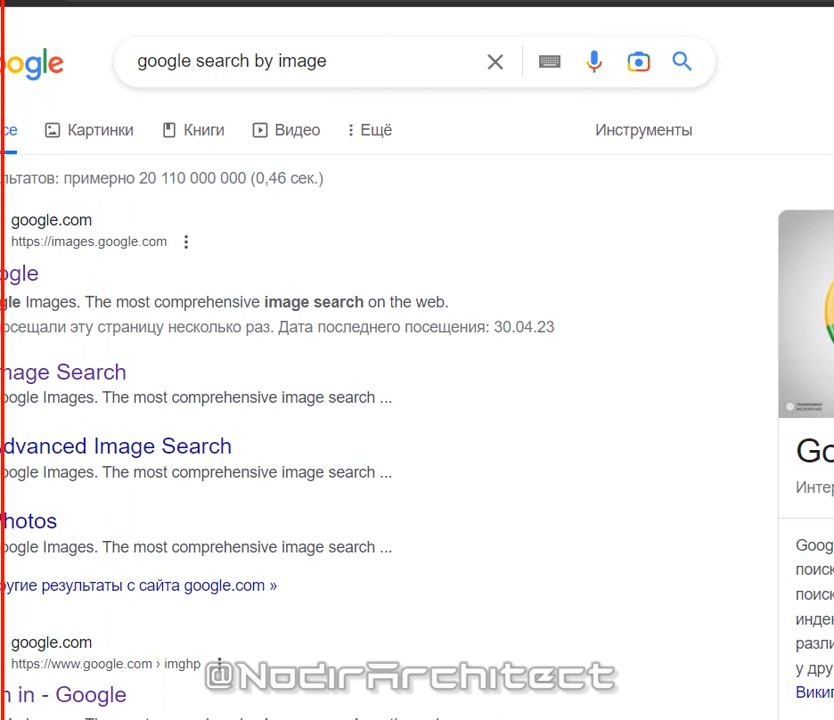 ogle
google search by image
се Картинки Книги Видео Ещё Инструменты
льтатов: примерно 20 110 000 000 (0,46 сек.)
google.com
https://images.google.com
ogle
gle Images. The most comprehensive image search on the web.
осещали эту страницу несколько раз. Дата последнего посещения: 30.04.23
mage Search
oogle Images. The most comprehensive image search ...
dvanced Image Search
oogle Images. The most comprehensive image search ...
hotos
oogle Images. The most comprehensive image search ...
ругие результаты с сайта google.com »
google.com
https://www.google.com › imghp
n in - Google
@NodirArchitect
Go
Интер
Goog
поиск
поиск
индек
разли
у дру
Викип